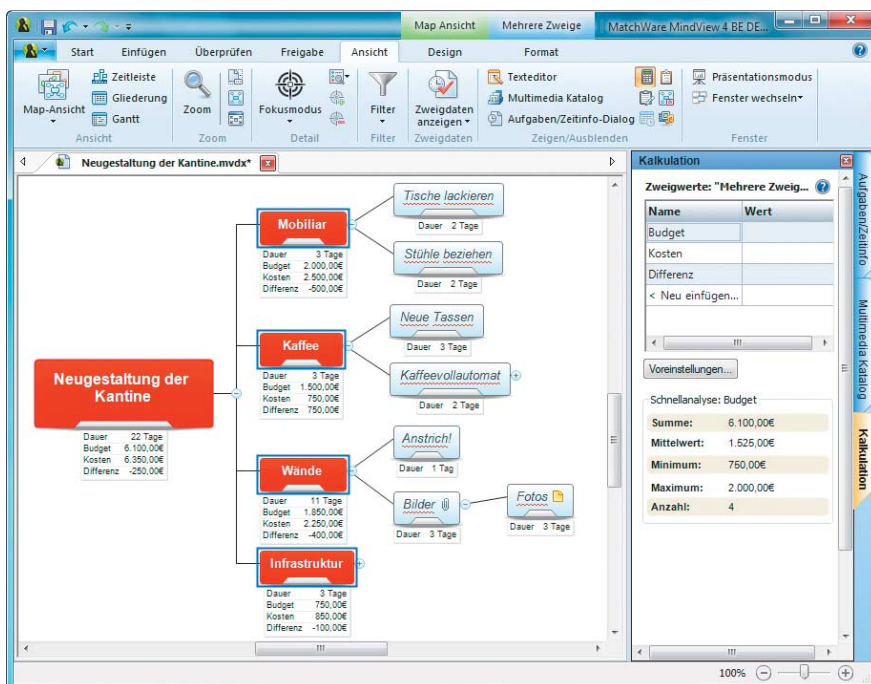 Map Ansicht Mehrere Zweige MatchWare MindView 4 BE DE...
Start Einfügen Überprüfen Freigabe Ansicht Design Format
Map-Ansicht
Zeitleiste
Gliederung
Gantt
Ansicht
Zoom
Zoom
Fokusmodus
Detail
Filter
Filter
Zweigdaten
anzeigen
Zweigdaten
Texteditor
Multimedia Katalog
Aufgaben/Zeitinfo-Dialog
Zeigen/Ausblenden
Präsentationsmodus
Fenster wechseln
Fenster
Neugestaltung der Kantine.mvdx*
Neugestaltung der
Kantine
Dauer 22 Tage
Budget 6.100,00€
Kosten 6.350,00€
Differenz -250,00€
Mobiliar
Dauer 3 Tage
Budget 2.000,00€
Kosten 2.500,00€
Differenz -500,00€
Tische lackieren
Dauer 2 Tage
Stühle beziehen
Dauer 2 Tage
Kaffee
Dauer 3 Tage
Budget 1.500,00€
Kosten 750,00€
Differenz 750,00€
Neue Tassen
Dauer 3 Tage
Kaffeevollautomat
Dauer 2 Tage
Wände
Dauer 11 Tage
Budget 1.850,00€
Kosten 2.250,00€
Differenz -400,00€
Anstrich!
Dauer 1 Tag
Bilder
Dauer 3 Tage
Fotos
Dauer 3 Tage
Infrastruktur
Dauer 3 Tage
Budget 750,00€
Kosten 850,00€
Differenz -100,00€
Kalkulation
Zweigwerte: "Mehrere Zweig...
Name Wert
Budget
Kosten
Differenz
< Neu einfügen...
Voreinstellungen...
Schnellanalyse: Budget
Summe: 6.100,00€
Mittelwert: 1.525,00€
Minimum: 750,00€
Maximum: 2.000,00€
Anzahl: 4
Aufgaben/Zeitinfo
Multimedia Katalog
Kalkulation
100%